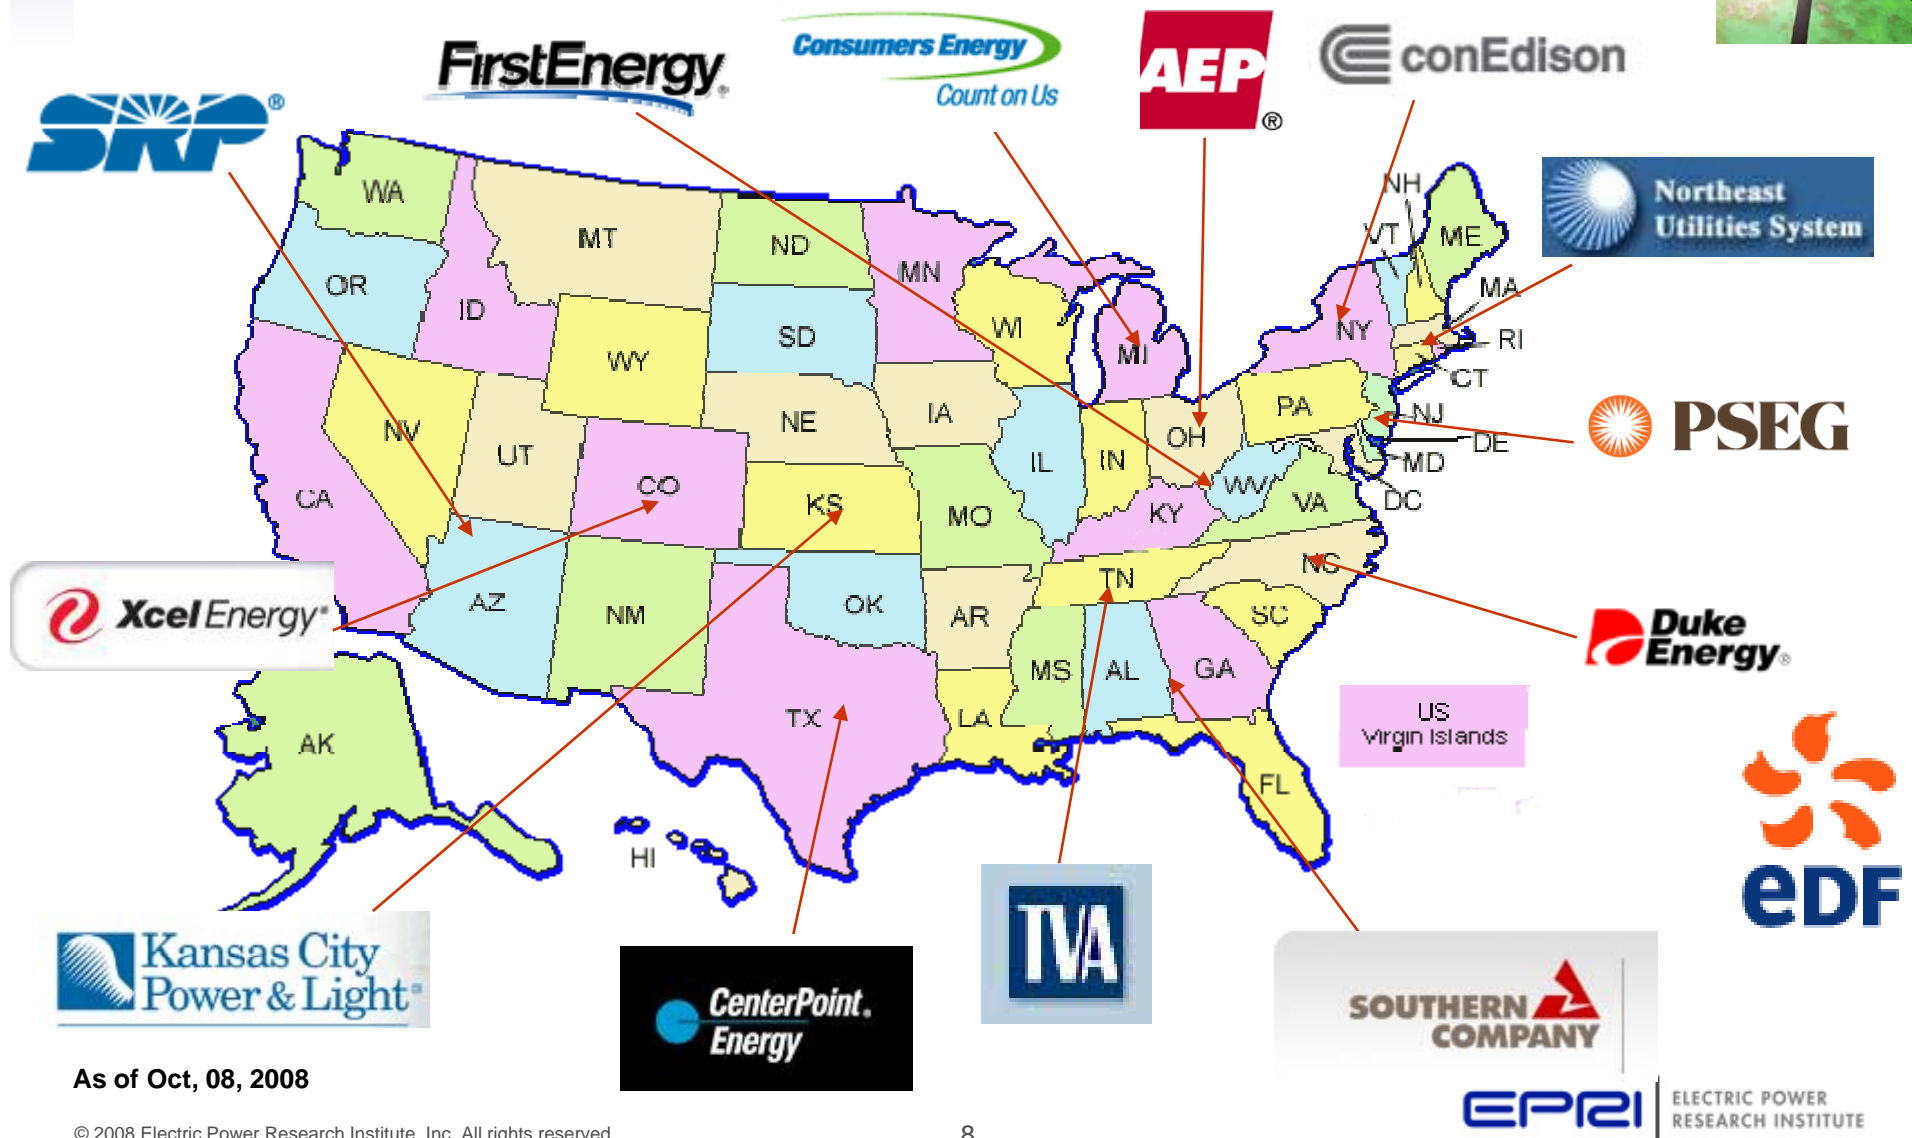 FirstEnergy®
Consumers Energy
Count on Us
AEP®
conEdison
SRP®
Northeast
Utilities System
WA
MT
ND
MN
NH
VT
ME
OR
ID
SD
WI
MI
NY
MA
RI
CT
WY
NE
IA
PA
NJ
DE
PSEG
NV
UT
CO
KS
IL
IN
OH
WV
MD
DC
CA
MO
KY
VA
Xcel Energy®
AZ
NM
OK
AR
TN
NC
SC
Duke
Energy®
MS
AL
GA
US
Virgin Islands
AK
TX
LA
FL
HI
eDF
Kansas City
Power & Light®
CenterPoint®
Energy
TVA
SOUTHERN
COMPANY
As of Oct, 08, 2008
EPRI
ELECTRIC POWER
RESEARCH INSTITUTE
© 2008 Electric Power Research Institute, Inc. All rights reserved.
8